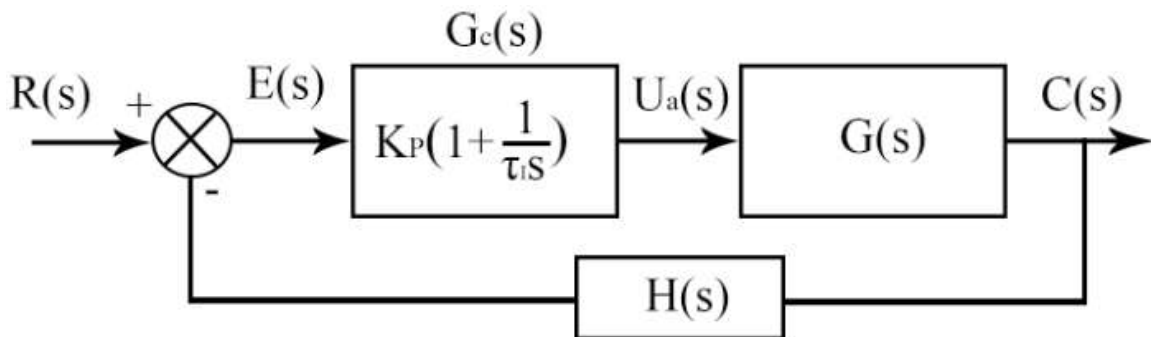 Gc(s)
R(s)
+
E(s)
KP(1+1/τIs)
Ua(s)
G(s)
C(s)
-
H(s)